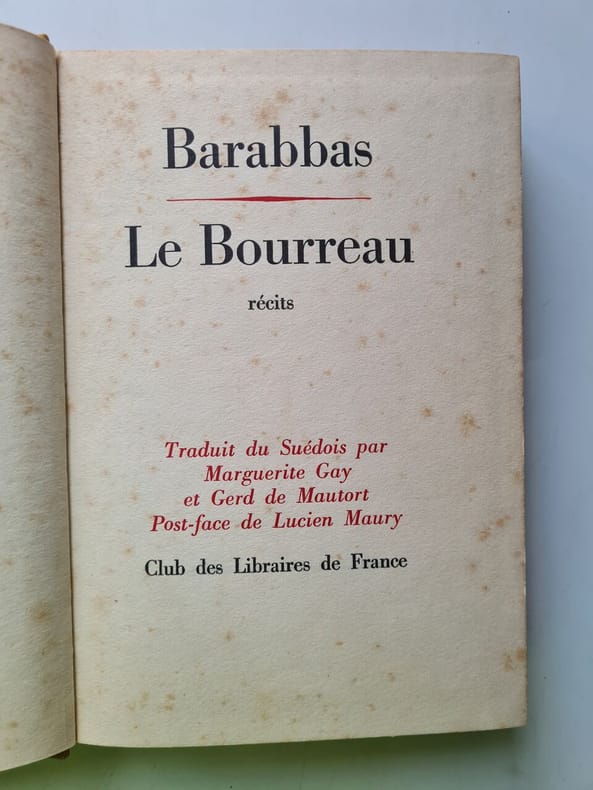 Barabbas
Le Bourreau
récits
Traduit du Suédois par
Marguerite Gay
et Gerd de Mautort
Post-face de Lucien Maury
Club des Libraires de France